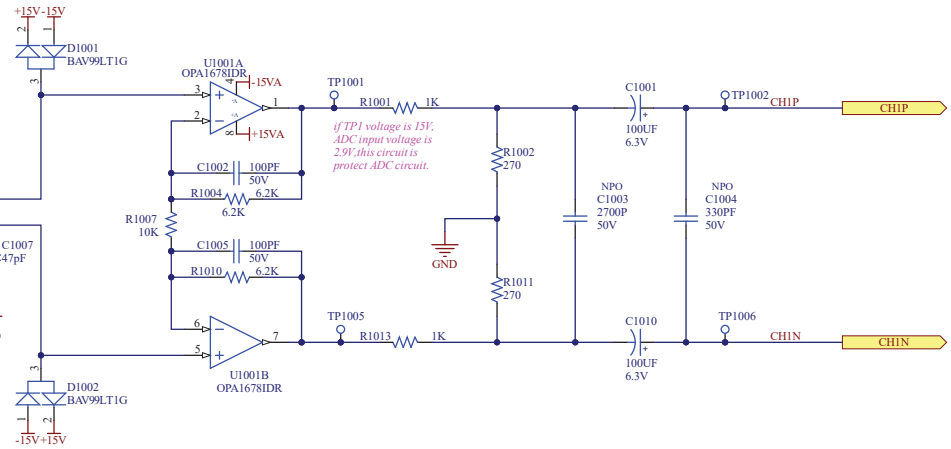 +15V -15V
2
1
D1001
BAV99LT1G
3
U1001A
OPA1678IDR
4
-15VA
3
+
1
2
−
8
+15VA
TP1001
R1001
1K
if TP1 voltage is 15V,
ADC input voltage is
2.9V,this circuit is
protect ADC circuit.
C1002
100PF
50V
R1004
6.2K
6.2K
R1007
10K
C1005
100PF
50V
R1010
6.2K
C1007
47pF
R1002
270
GND
R1011
270
NPO
C1003
2700P
50V
C1001
+
100UF
6.3V
NPO
C1004
330PF
50V
TP1002
CH1P
CH1P
6
−
5
+
7
U1001B
OPA1678IDR
TP1005
R1013
1K
C1010
+
100UF
6.3V
TP1006
CH1N
CH1N
3
D1002
BAV99LT1G
1
2
-15V +15V